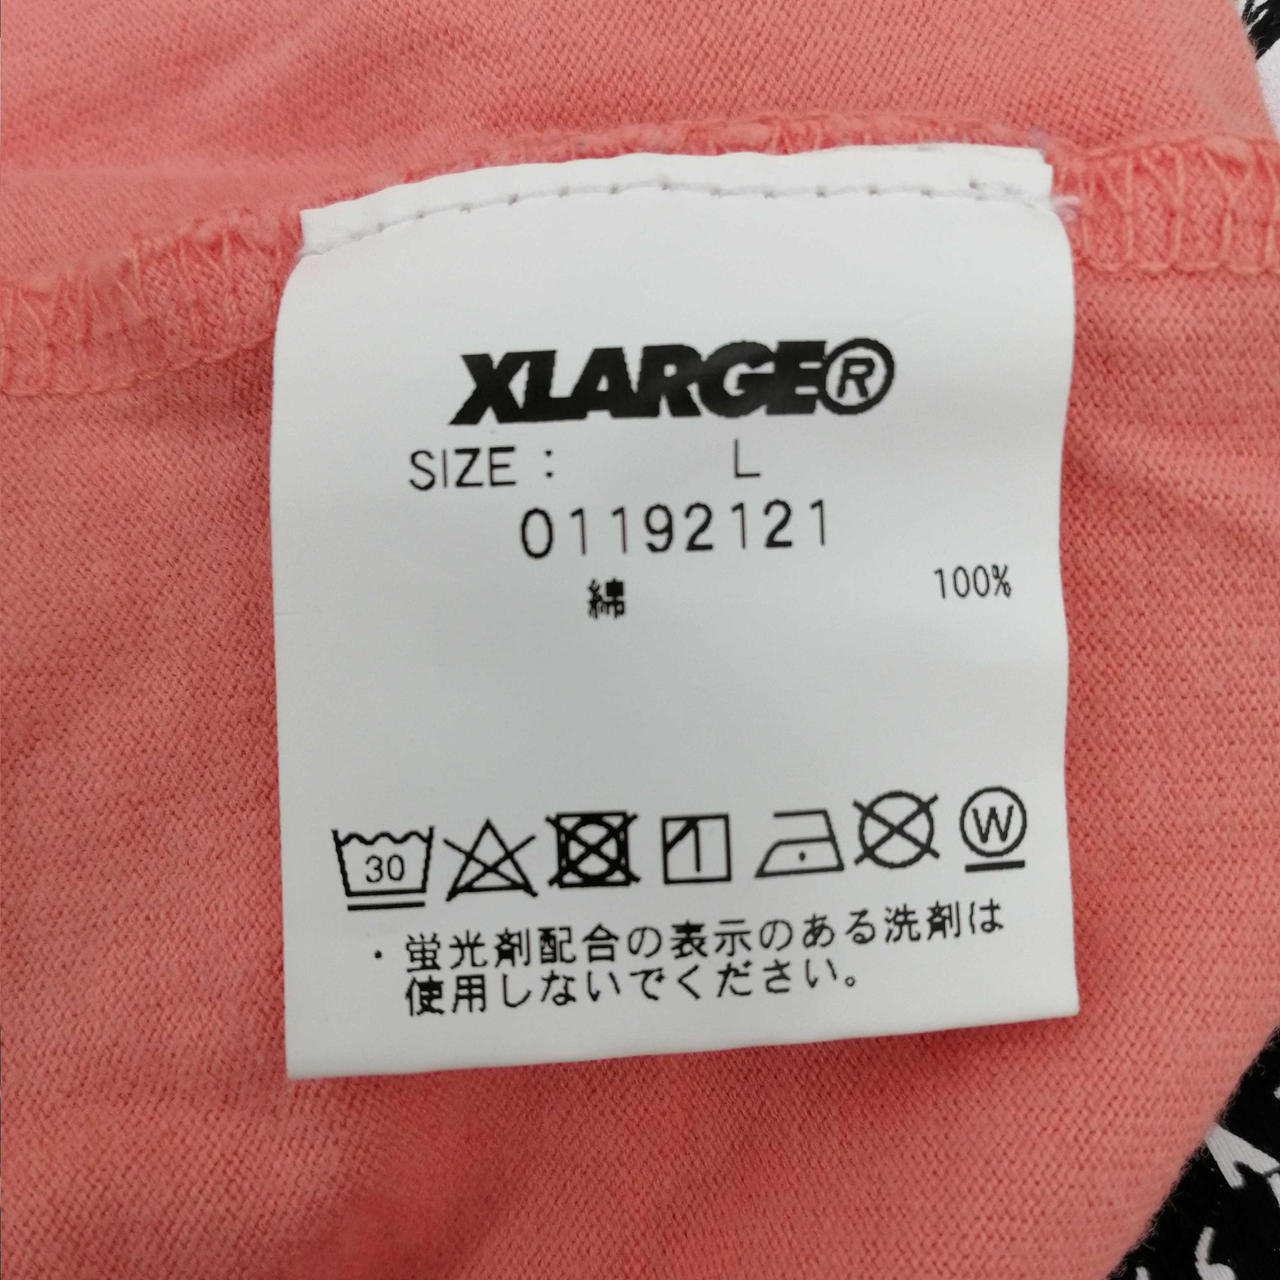 XLARGE®
SIZE : L
01192121
綿 100%
30 W
・蛍光剤配合の表示のある洗剤は
使用しないでください。